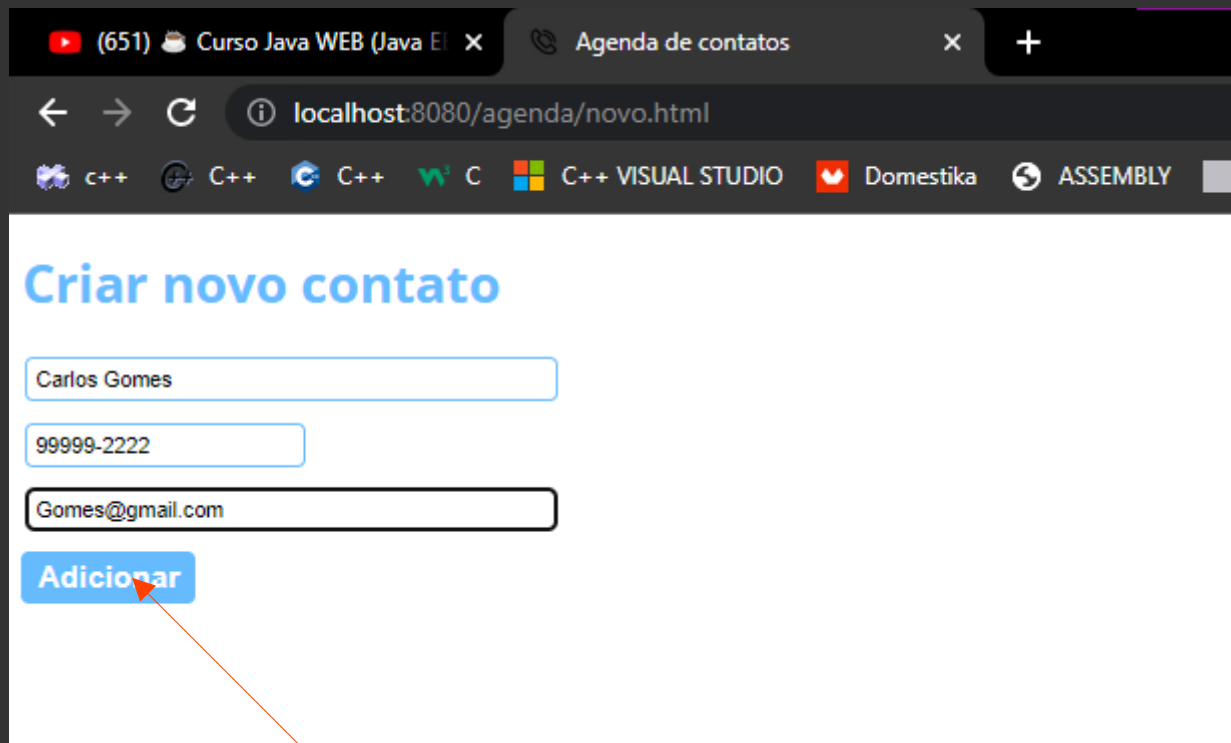 (651) ☕ Curso Java WEB (Java EE
Agenda de contatos
localhost:8080/agenda/novo.html
c++ C++ C++ C C++ VISUAL STUDIO Domestika ASSEMBLY
Criar novo contato
Carlos Gomes
99999-2222
Gomes@gmail.com
Adicionar